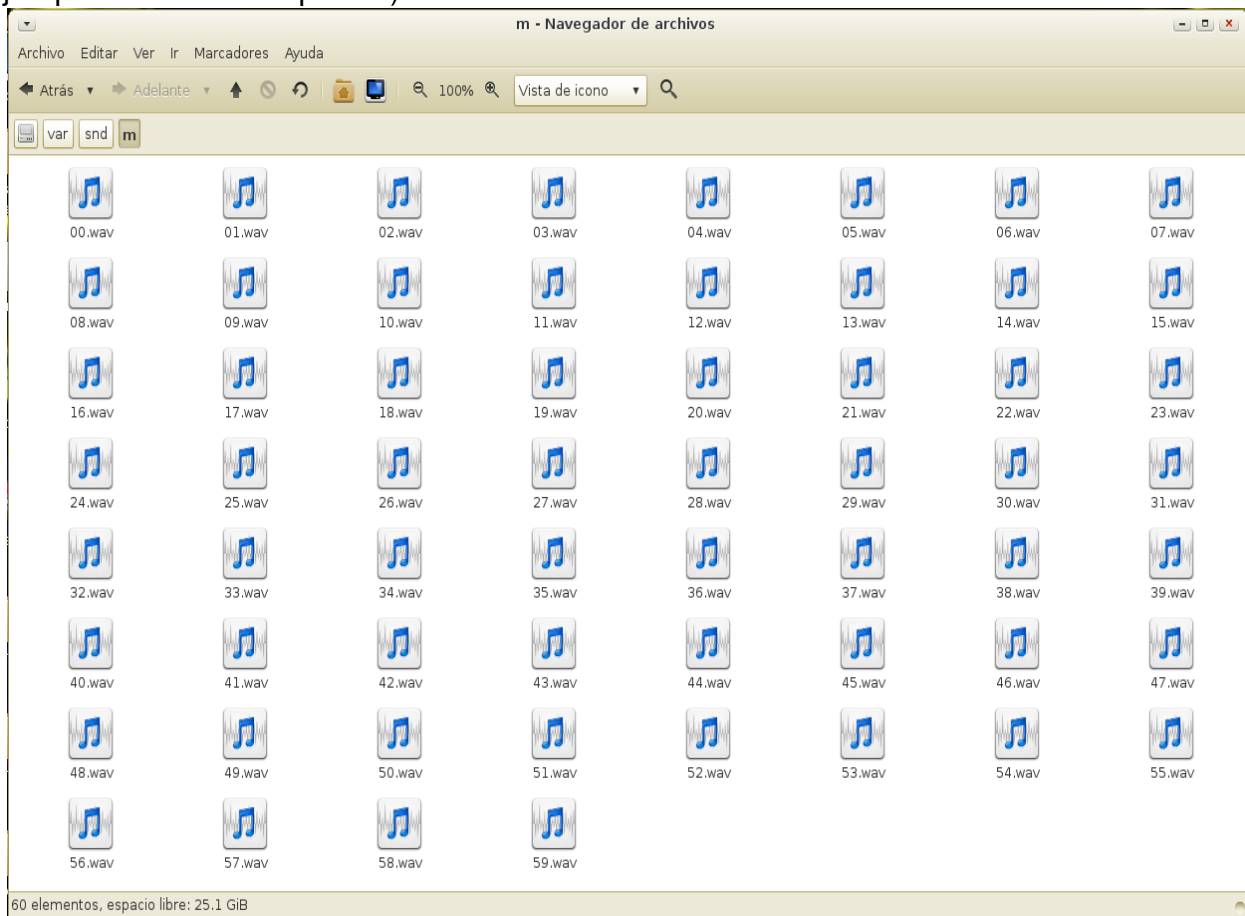 m - Navegador de archivos
Archivo Editar Ver Ir Marcadores Ayuda
Atrás Adelante 100% Vista de icono
var snd m
00.wav 01.wav 02.wav 03.wav 04.wav 05.wav 06.wav 07.wav
08.wav 09.wav 10.wav 11.wav 12.wav 13.wav 14.wav 15.wav
16.wav 17.wav 18.wav 19.wav 20.wav 21.wav 22.wav 23.wav
24.wav 25.wav 26.wav 27.wav 28.wav 29.wav 30.wav 31.wav
32.wav 33.wav 34.wav 35.wav 36.wav 37.wav 38.wav 39.wav
40.wav 41.wav 42.wav 43.wav 44.wav 45.wav 46.wav 47.wav
48.wav 49.wav 50.wav 51.wav 52.wav 53.wav 54.wav 55.wav
56.wav 57.wav 58.wav 59.wav
60 elementos, espacio libre: 25.1 GiB